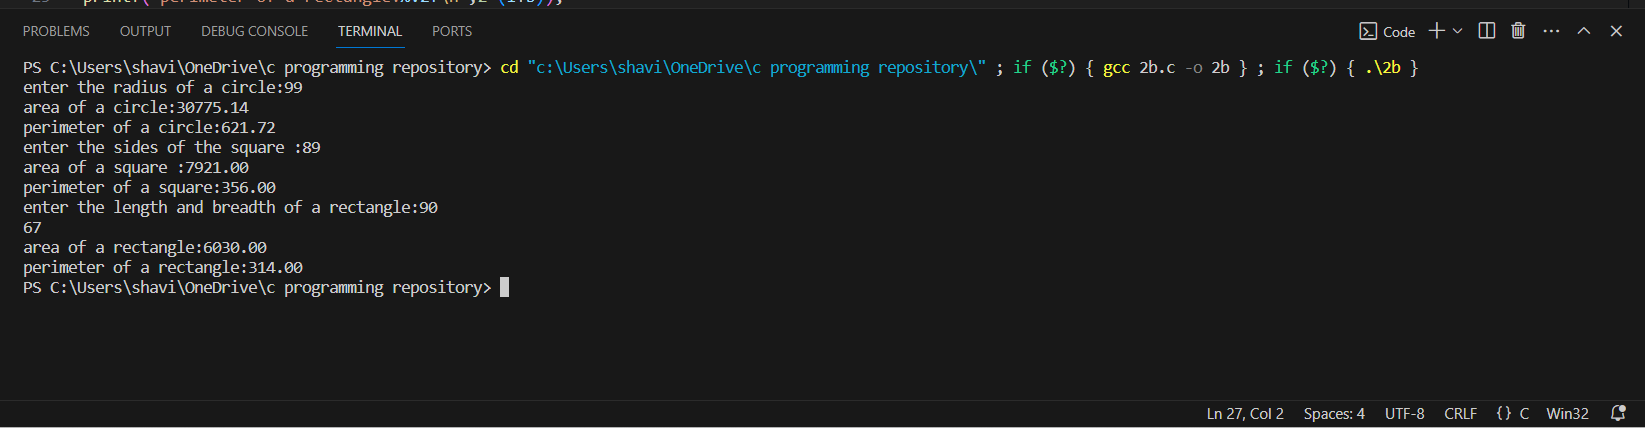 PROBLEMS OUTPUT DEBUG CONSOLE TERMINAL PORTS Code
PS C:\Users\shavi\OneDrive\c programming repository> cd "c:\Users\shavi\OneDrive\c programming repository\" ; if ($?) { gcc 2b.c -o 2b } ; if ($?) { .\2b }
enter the radius of a circle:99
area of a circle:30775.14
perimeter of a circle:621.72
enter the sides of the square :89
area of a square :7921.00
perimeter of a square:356.00
enter the length and breadth of a rectangle:90
67
area of a rectangle:6030.00
perimeter of a rectangle:314.00
PS C:\Users\shavi\OneDrive\c programming repository>
Ln 27, Col 2 Spaces: 4 UTF-8 CRLF {} C Win32